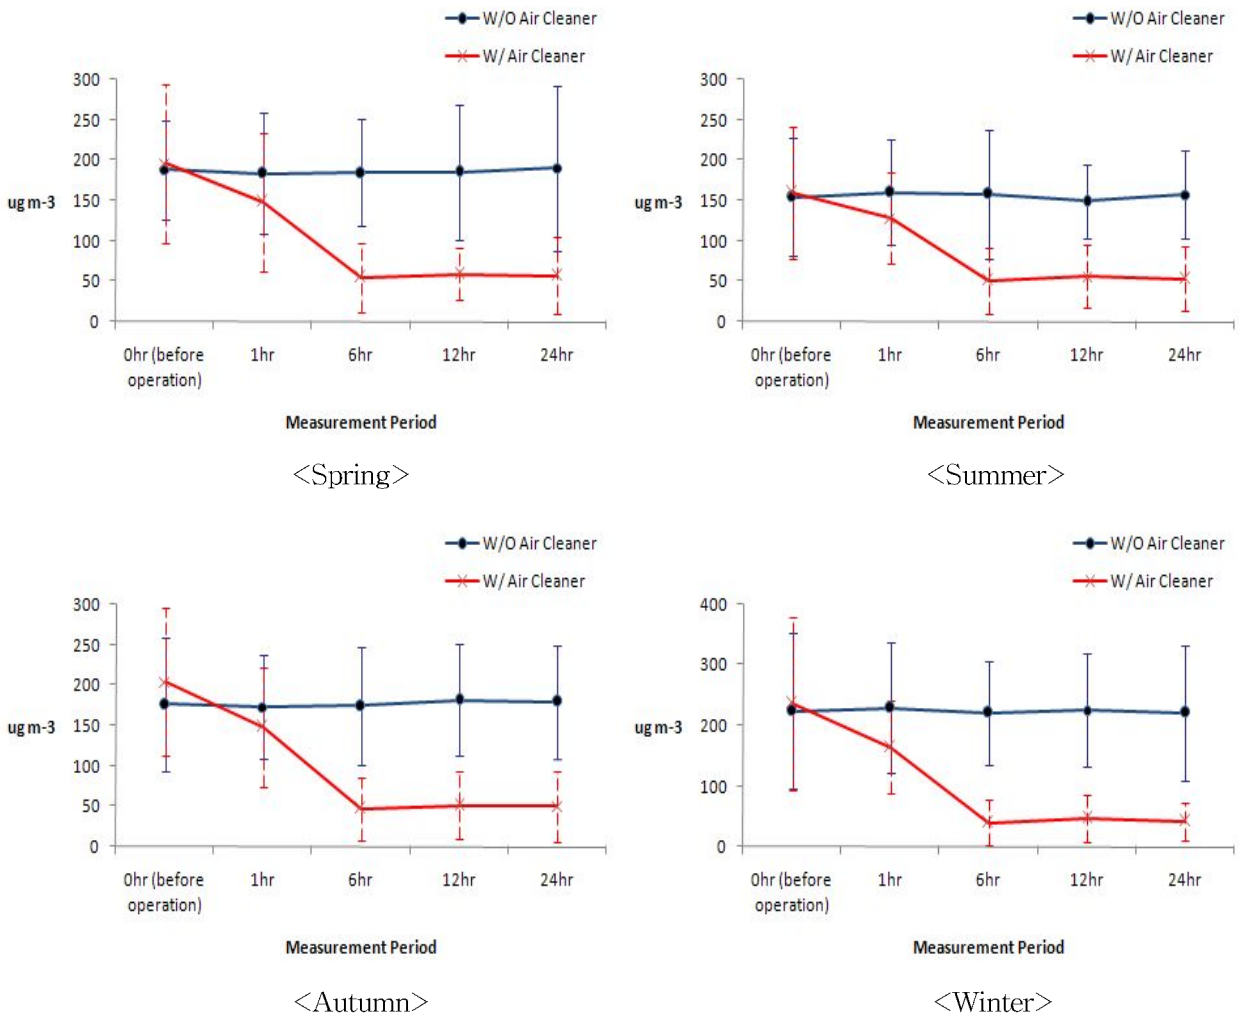 W/O Air Cleaner
W/ Air Cleaner
300
250
200
150
100
50
0
ug m-3
0hr (before operation)
1hr
6hr
12hr
24hr
Measurement Period
<Spring>
W/O Air Cleaner
W/ Air Cleaner
300
250
200
150
100
50
0
ug m-3
0hr (before operation)
1hr
6hr
12hr
24hr
Measurement Period
<Summer>
W/O Air Cleaner
W/ Air Cleaner
300
250
200
150
100
50
0
ug m-3
0hr (before operation)
1hr
6hr
12hr
24hr
Measurement Period
<Autumn>
W/O Air Cleaner
W/ Air Cleaner
400
300
200
100
0
ug m-3
0hr (before operation)
1hr
6hr
12hr
24hr
Measurement Period
<Winter>